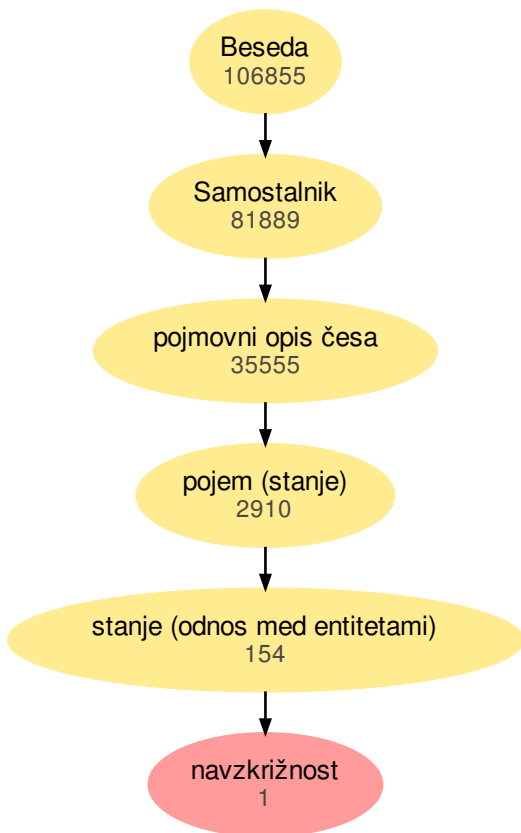 Beseda
106855
Samostalnik
81889
pojmovni opis česa
35555
pojem (stanje)
2910
stanje (odnos med entitetami)
154
navzkrižnost
1